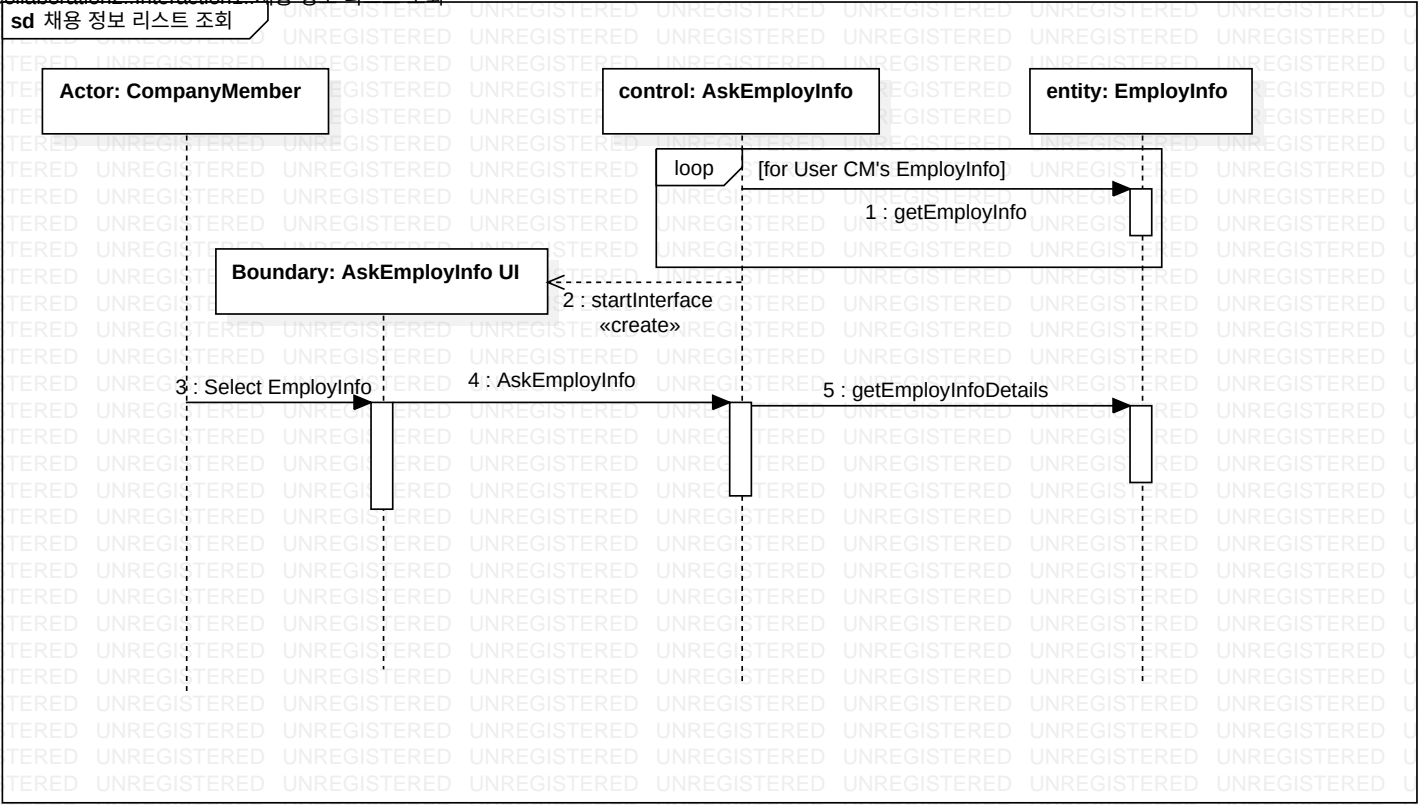 sd 채용 정보 리스트 조회
Actor: CompanyMember
control: AskEmployInfo
entity: EmployInfo
loop
[for User CM's EmployInfo]
1 : getEmployInfo
Boundary: AskEmployInfo UI
2 : startInterface
«create»
3 : Select EmployInfo
4 : AskEmployInfo
5 : getEmployInfoDetails
UNREGISTERED